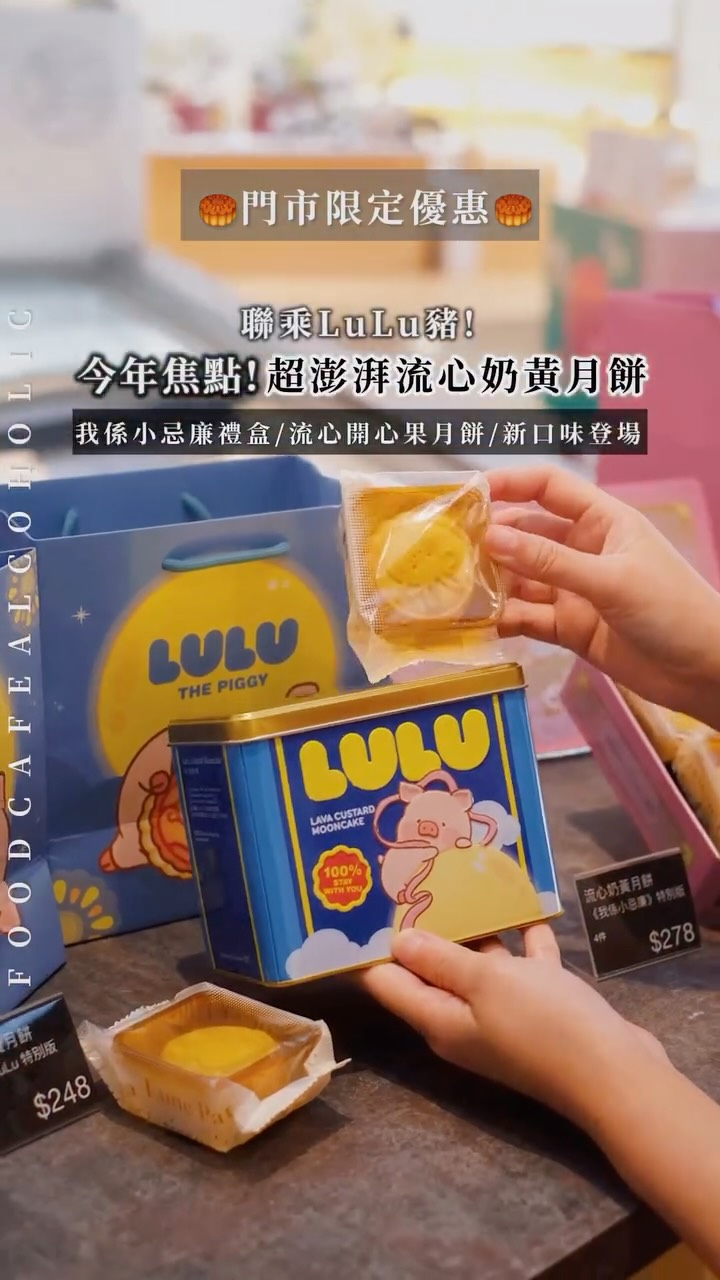 門市限定優惠
聯乘LuLu豬!
今年焦點!超澎湃流心奶黃月餅
我係小忌廉禮盒/流心開心果月餅/新口味登場
FOODCAFEALCOHOLIC
LULU
THE PIGGY
LULU
LAVA CUSTARD
MOONCAKE
100%
STAY
WITH YOU
流心奶黃月餅
《我係小忌廉》特別版
4件
$278
月餅
LuLu 特別版
$248